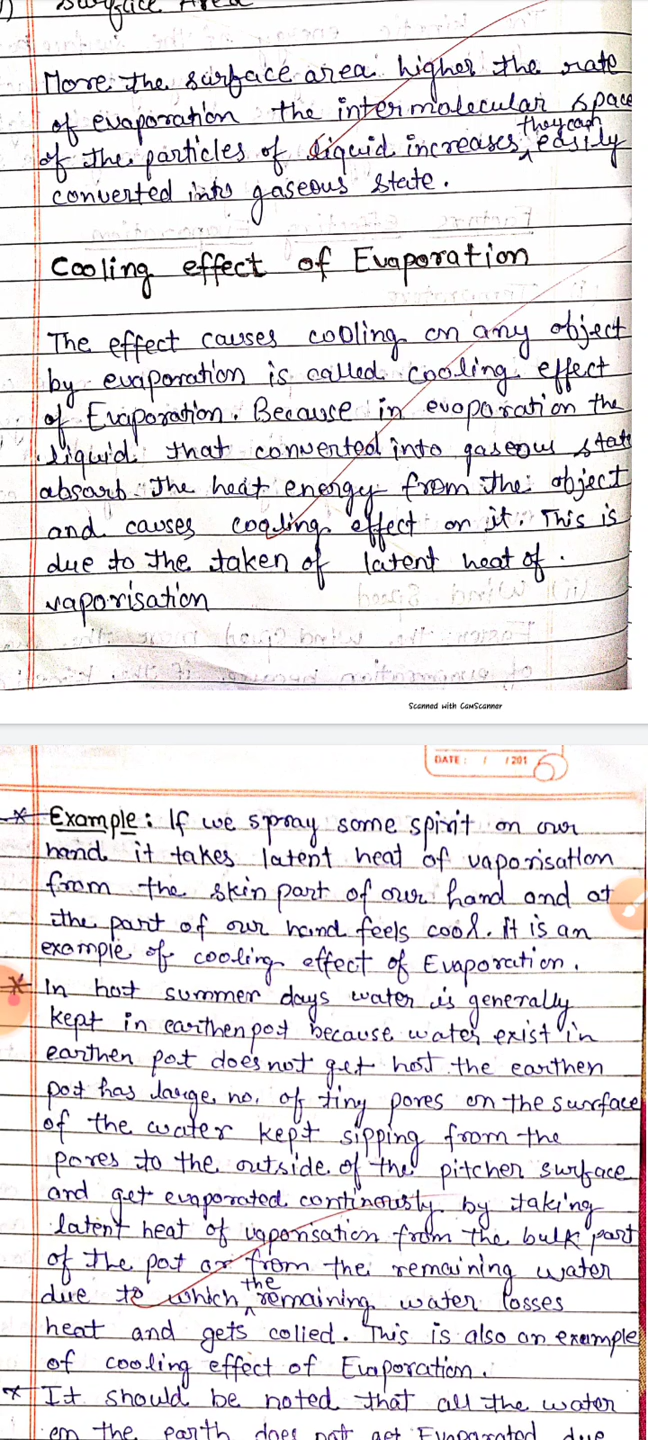 Surface Area
More the surface area higher the rate
of evaporation the intermolecular space
of the particles of liquid increases, they can easily
converted into gaseous state.
Cooling effect of Evaporation
The effect causes cooling on any object
by evaporation is called cooling effect
of Evaporation. Because in evaporation the
liquid that converted into gaseous state
absorb the heat energy from the object
and causes cooling effect on it. This is
due to the taken of latent heat of
vaporisation
Scanned with CamScanner
DATE: / /201
* Example: If we spray some spirit on our
hand it takes latent heat of vaporisation
from the skin part of our hand and at
the part of our hand feels cool. It is an
example of cooling effect of Evaporation.
* In hot summer days water is generally
kept in earthen pot because water exist in
earthen pot does not get hot. the earthen
pot has large no. of tiny pores on the surface
of the water kept sipping from the
pores to the outside of the pitcher surface
and get evaporated continously by taking
latent heat of vaporisation from the bulk part
of the pot or from the remaining water
due to which the remaining water losses
heat and gets colied. This is also an example
of cooling effect of Evaporation.
* It should be noted that all the water
on the earth does not get Evaporated due